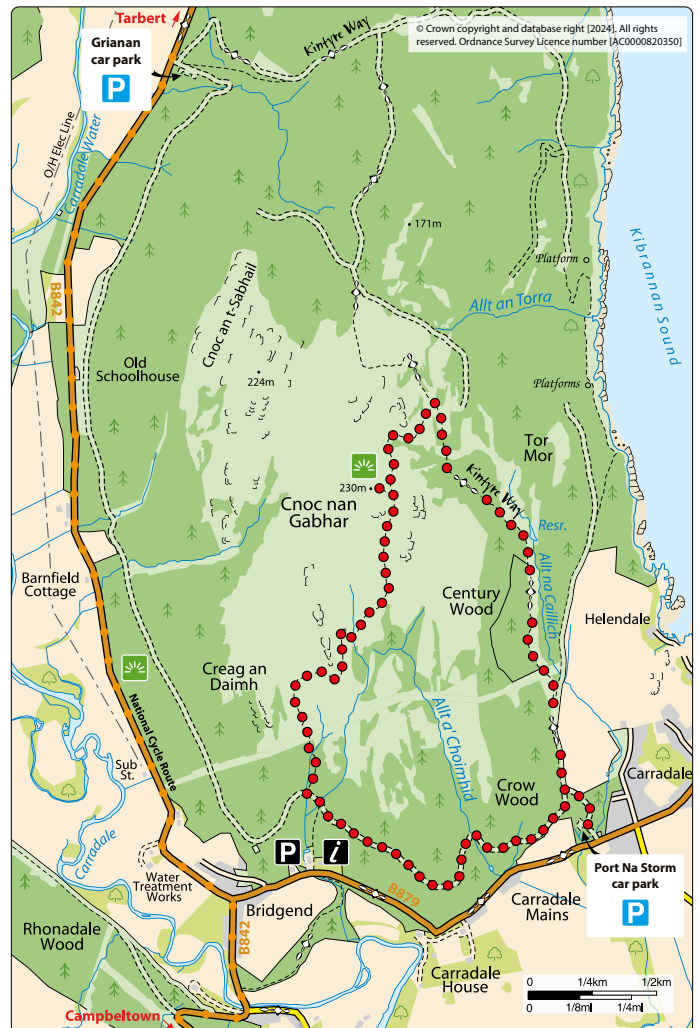 Tarbert
Grianan
car park
P
Kintyre Way
© Crown copyright and database right [2024]. All rights
reserved. Ordnance Survey Licence number [AC0000820350]
O/H Elec Line
Carradale Water
171m
Platform
Kibrannan Sound
Allt an Torra
B842
Cnoc an t-Sabhail
Old
Schoolhouse
224m
Platforms
Tor
Mor
230m
Kintyre Way
Cnoc nan
Gabhar
Resr.
Allt na Caillich
Barnfield
Cottage
Century
Wood
Helendale
Creag an
Daimh
National Cycle Route
Allt a' Choimhid
Sub
St.
Carradale
Crow
Wood
Carradale
P
i
Port Na Storm
car park
P
Water
Treatment
Works
B879
Carradale
Mains
Bridgend
Rhonadale
Wood
B842
Carradale
House
0 1/4km 1/2km
0 1/8ml 1/4ml
Campbeltown